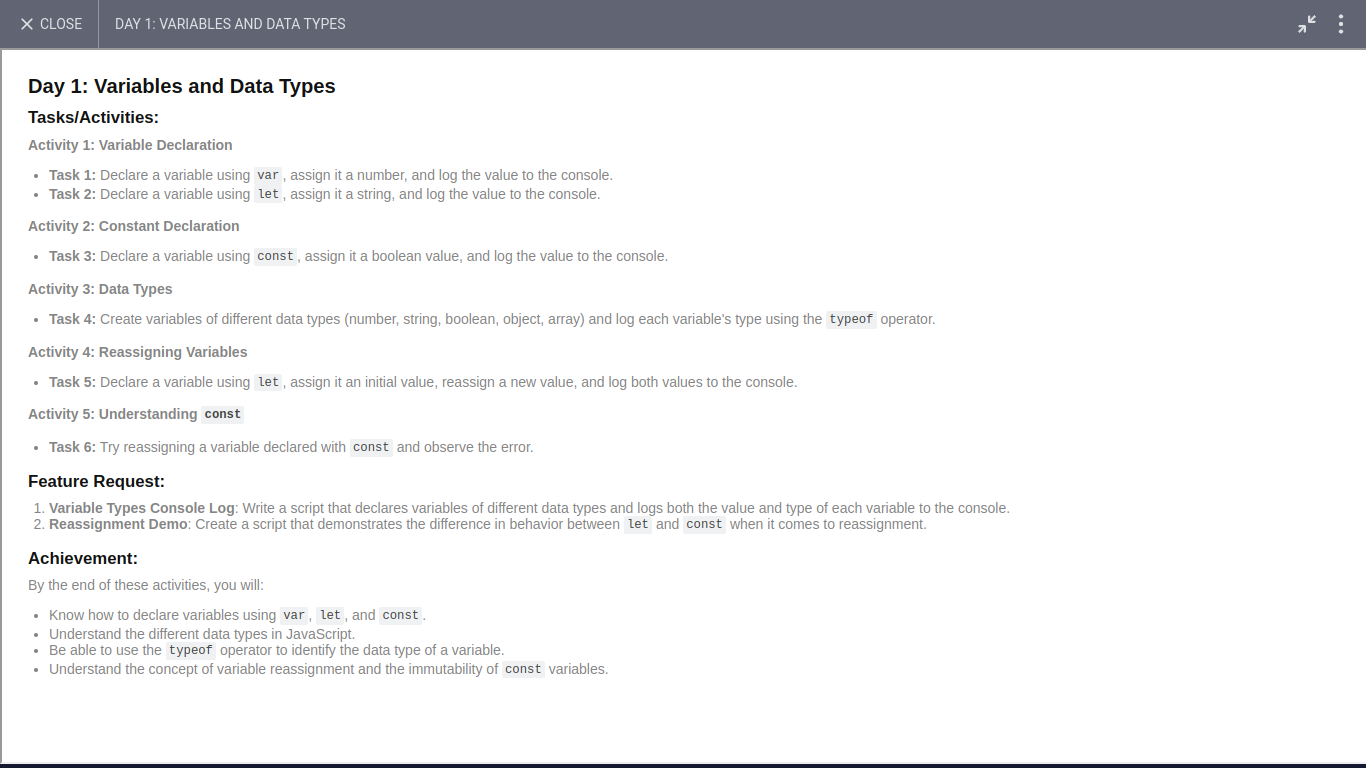 CLOSE DAY 1: VARIABLES AND DATA TYPES
Day 1: Variables and Data Types
Tasks/Activities:
Activity 1: Variable Declaration
• Task 1: Declare a variable using var, assign it a number, and log the value to the console.
• Task 2: Declare a variable using let, assign it a string, and log the value to the console.
Activity 2: Constant Declaration
• Task 3: Declare a variable using const, assign it a boolean value, and log the value to the console.
Activity 3: Data Types
• Task 4: Create variables of different data types (number, string, boolean, object, array) and log each variable's type using the typeof operator.
Activity 4: Reassigning Variables
• Task 5: Declare a variable using let, assign it an initial value, reassign a new value, and log both values to the console.
Activity 5: Understanding const
• Task 6: Try reassigning a variable declared with const and observe the error.
Feature Request:
1. Variable Types Console Log: Write a script that declares variables of different data types and logs both the value and type of each variable to the console.
2. Reassignment Demo: Create a script that demonstrates the difference in behavior between let and const when it comes to reassignment.
Achievement:
By the end of these activities, you will:
• Know how to declare variables using var, let, and const.
• Understand the different data types in JavaScript.
• Be able to use the typeof operator to identify the data type of a variable.
• Understand the concept of variable reassignment and the immutability of const variables.